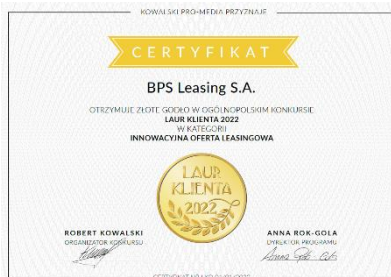 KOWALSKI PRO-MEDIA PRZYZNAJE
CERTYFIKAT
BPS Leasing S.A.
OTRZYMUJE ZŁOTE GODŁO W OGÓLNOPOLSKIM KONKURSIE
LAUR KLIENTA 2022
W KATEGORII
INNOWACYJNA OFERTA LEASINGOWA
LAUR
KLIENTA
2022
ROBERT KOWALSKI
ORGANIZATOR KONKURSU
ANNA ROK-GOLA
DYREKTOR PROGRAMU